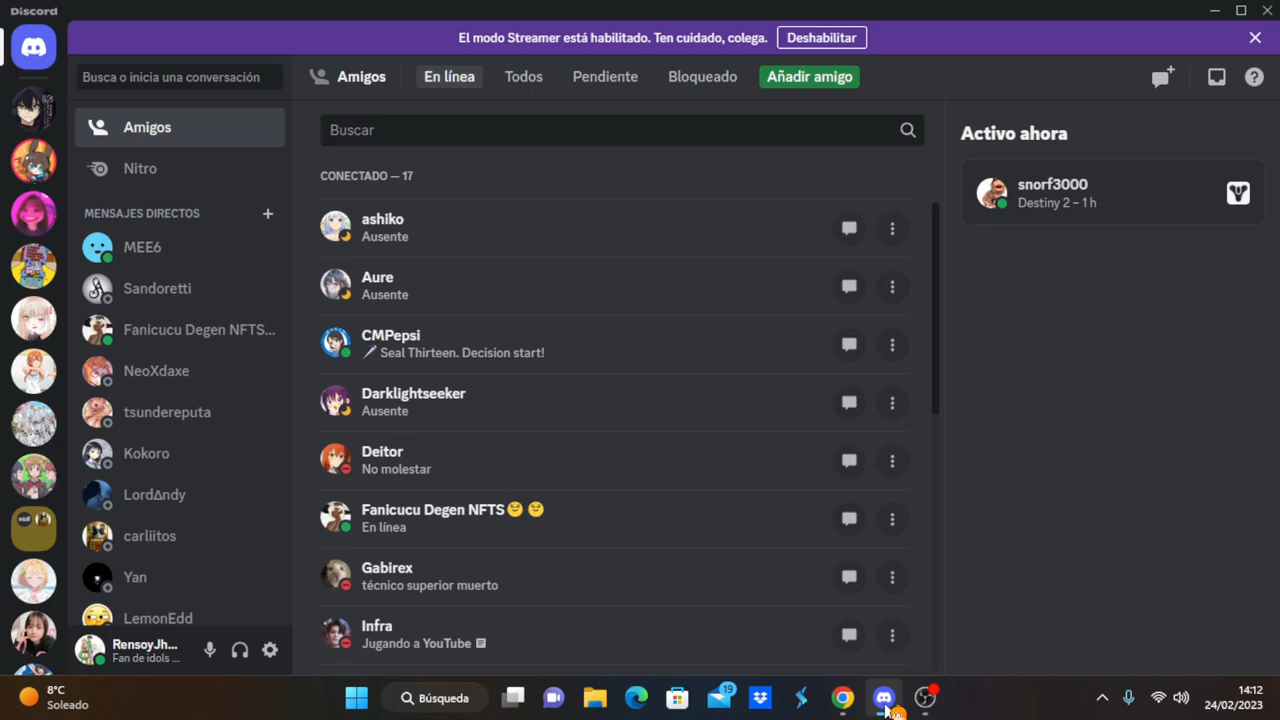 Discord
El modo Streamer está habilitado. Ten cuidado, colega. Deshabilitar
Busca o inicia una conversación
Amigos En línea Todos Pendiente Bloqueado Añadir amigo
Amigos
Nitro
MENSAJES DIRECTOS
MEE6
Sandoretti
Fanicucu Degen NFTS...
NeoXdaxe
tsundereputa
Kokoro
LordΔndy
carliitos
Yan
LemonEdd
RensoyJh...
Fan de idols ...
Buscar
CONECTADO — 17
ashiko
Ausente
Aure
Ausente
CMPepsi
Seal Thirteen. Decision start!
Darklightseeker
Ausente
Deitor
No molestar
Fanicucu Degen NFTS😊 😊
En línea
Gabirex
técnico superior muerto
Infra
Jugando a YouTube
Activo ahora
snorf3000
Destiny 2 – 1 h
8°C
Soleado
Búsqueda
19
14:12
24/02/2023